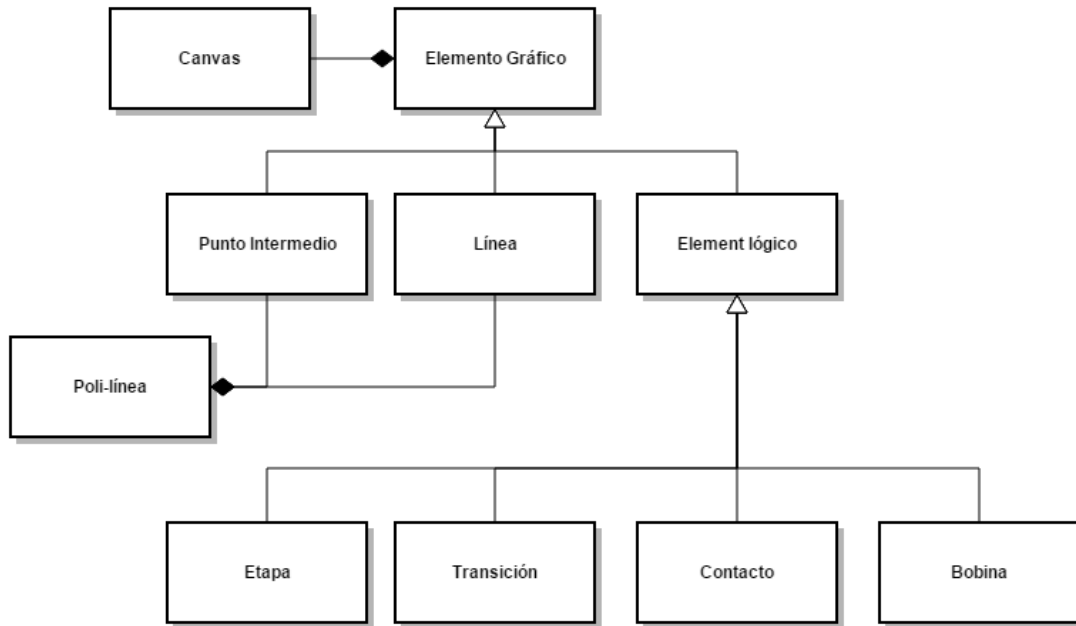 Canvas
Elemento Gráfico
Punto Intermedio
Línea
Element lógico
Poli-línea
Etapa
Transición
Contacto
Bobina